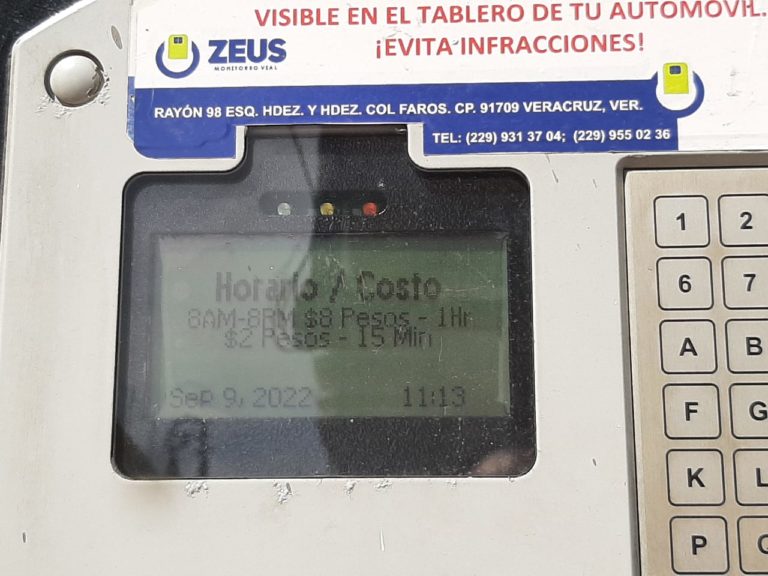 VISIBLE EN EL TABLERO DE TU AUTOMÓVIL.
¡EVITA INFRACCIONES!
ZEUS
MONITOREO VIAL
RAYÓN 98 ESQ. HDEZ. Y HDEZ. COL FAROS. CP. 91709 VERACRUZ, VER.
TEL: (229) 931 37 04; (229) 955 02 36
Horario / Costo
8AM-8PM $8 Pesos - 1Hr
$2 Pesos - 15 Min
Sep 9, 2022 11:13
1 2
6 7
A B
F G
K L
P